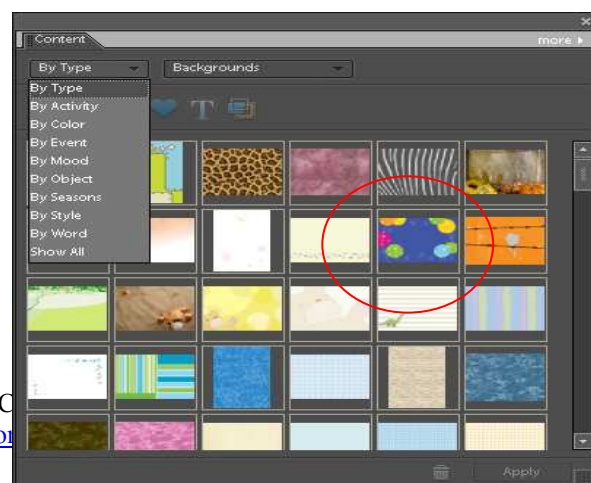 Content
more
By Type
Backgrounds
By Type
By Activity
By Color
By Event
By Mood
By Object
By Seasons
By Style
By Word
Show All
T
Apply